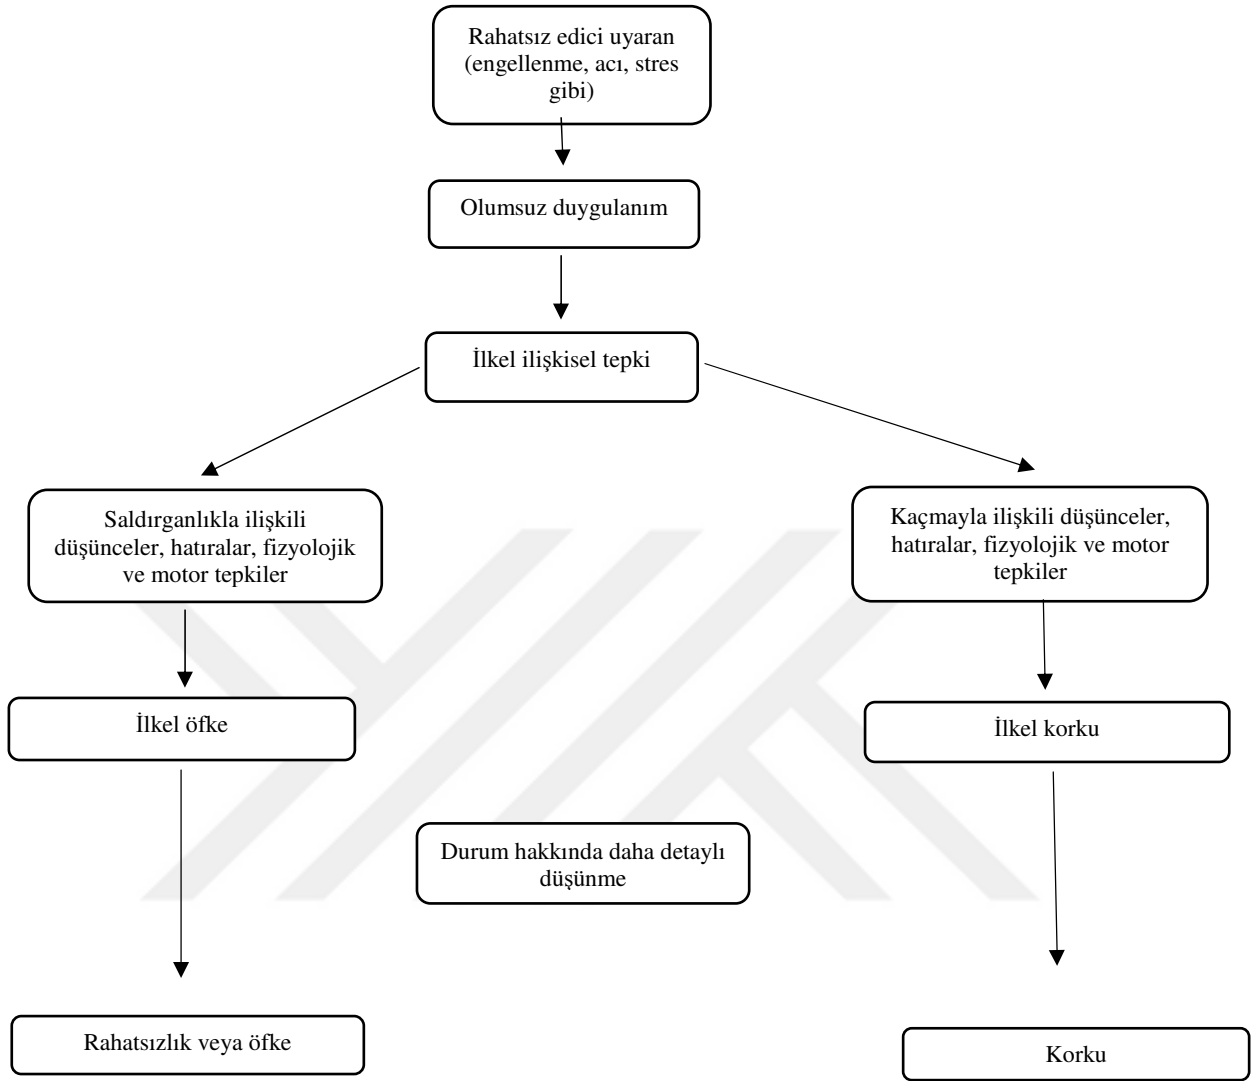 Rahatsız edici uyaran
(engellenme, acı, stres
gibi)
Olumsuz duygulanım
İlkel ilişkisel tepki
Saldırganlıkla ilişkili
düşünceler, hatıralar, fizyolojik
ve motor tepkiler
Kaçmayla ilişkili düşünceler,
hatıralar, fizyolojik ve motor
tepkiler
İlkel öfke
İlkel korku
Durum hakkında daha detaylı
düşünme
Rahatsızlık veya öfke
Korku